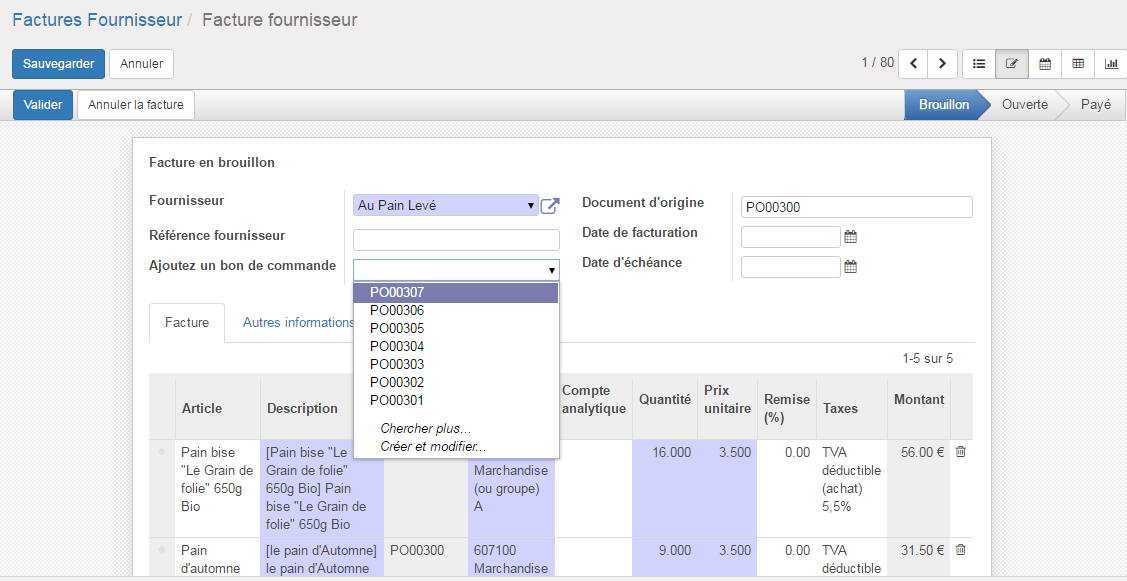 Factures Fournisseur / Facture fournisseur
Sauvegarder Annuler 1 / 80
Valider Annuler la facture Brouillon Ouverte Payé
Facture en brouillon
Fournisseur Au Pain Levé
Référence fournisseur
Ajoutez un bon de commande
Document d'origine PO00300
Date de facturation
Date d'échéance
PO00307
PO00306
PO00305
PO00304
PO00303
PO00302
PO00301
Chercher plus...
Créer et modifier...
Facture Autres informations
1-5 sur 5
Article
Description
Compte
analytique
Quantité
Prix
unitaire
Remise
(%)
Taxes
Montant
Pain bise
"Le Grain de
folie" 650g
Bio
[Pain bise "Le
Grain de folie"
650g Bio] Pain
bise "Le Grain de
folie" 650g Bio
Marchandise
(ou groupe)
A
16.000
3.500
0.00
TVA
déductible
(achat)
5,5%
56.00 €
Pain
d'automne
[le pain d'Automne]
le pain d'Automne
PO00300
607100
Marchandise
9.000
3.500
0.00
TVA
déductible
31.50 €